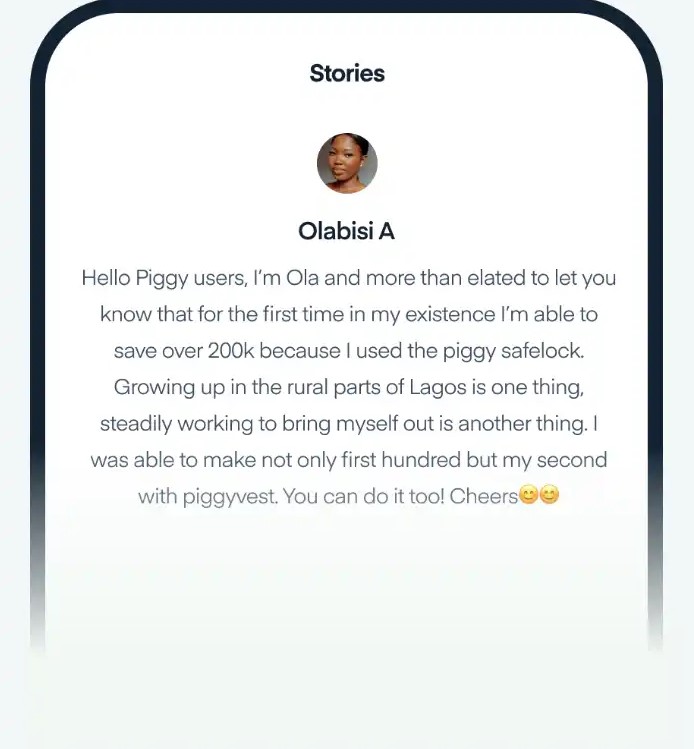 Stories
Olabisi A
Hello Piggy users, I’m Ola and more than elated to let you
know that for the first time in my existence I’m able to
save over 200k because I used the piggy safelock.
Growing up in the rural parts of Lagos is one thing,
steadily working to bring myself out is another thing. I
was able to make not only first hundred but my second
with piggyvest. You can do it too! Cheers😊😊